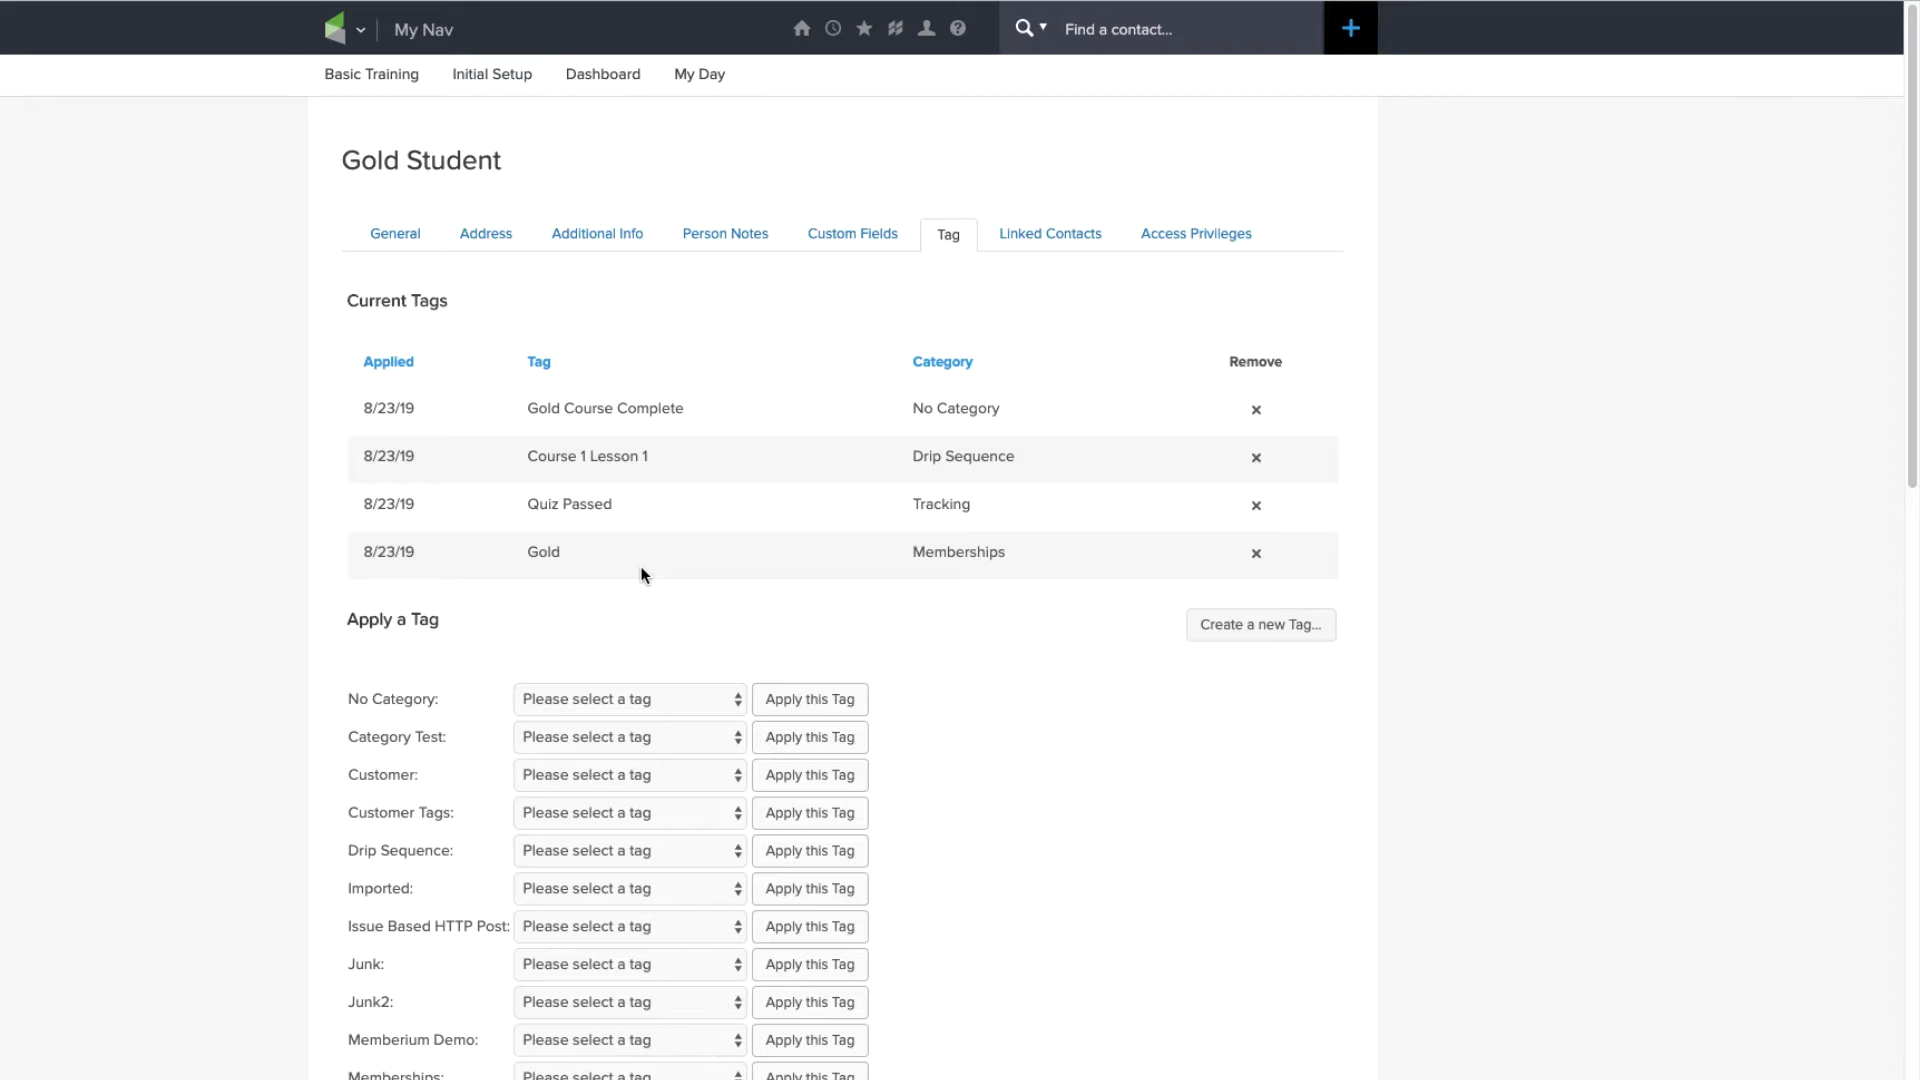 My Nav
Find a contact...
Basic Training Initial Setup Dashboard My Day
Gold Student
General Address Additional Info Person Notes Custom Fields Tag Linked Contacts Access Privileges
Current Tags
Applied Tag Category Remove
8/23/19 Gold Course Complete No Category
8/23/19 Course 1 Lesson 1 Drip Sequence
8/23/19 Quiz Passed Tracking
8/23/19 Gold Memberships
Apply a Tag Create a new Tag...
No Category: Please select a tag Apply this Tag
Category Test: Please select a tag Apply this Tag
Customer: Please select a tag Apply this Tag
Customer Tags: Please select a tag Apply this Tag
Drip Sequence: Please select a tag Apply this Tag
Imported: Please select a tag Apply this Tag
Issue Based HTTP Post: Please select a tag Apply this Tag
Junk: Please select a tag Apply this Tag
Junk2: Please select a tag Apply this Tag
Memberium Demo: Please select a tag Apply this Tag
Memberships: Please select a tag Apply this Tag